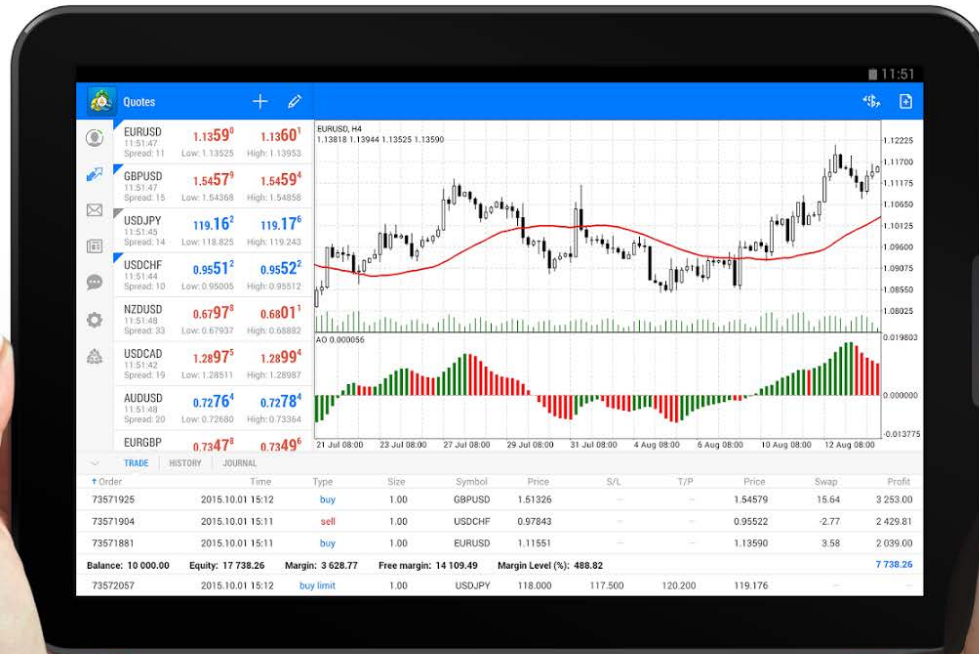 11:51
Quotes
EURUSD 1.13590 1.13601
11:51:47
Spread: 11 Low: 1.13525 High: 1.13953
GBPUSD 1.54579 1.54594
11:51:47
Spread: 15 Low: 1.54368 High: 1.54858
USDJPY 119.162 119.176
11:51:45
Spread: 14 Low: 118.825 High: 119.243
USDCHF 0.95512 0.95522
11:51:44
Spread: 10 Low: 0.95005 High: 0.95512
NZDUSD 0.67978 0.68011
11:51:48
Spread: 33 Low: 0.67937 High: 0.68882
USDCAD 1.28975 1.28994
11:51:42
Spread: 19 Low: 1.28511 High: 1.28987
AUDUSD 0.72764 0.72784
11:51:48
Spread: 20 Low: 0.72680 High: 0.73364
EURGBP 0.73478 0.73496
EURUSD, H4
1.13818 1.13944 1.13525 1.13590
1.12225
1.11700
1.11175
1.10650
1.10125
1.09600
1.09075
1.08550
1.08025
AO 0.000056
0.019803
0.000000
-0.013775
21 Jul 08:00 23 Jul 08:00 27 Jul 08:00 29 Jul 08:00 31 Jul 08:00 4 Aug 08:00 6 Aug 08:00 10 Aug 08:00 12 Aug 08:00
TRADE HISTORY JOURNAL
↑ Order Time Type Size Symbol Price S/L T/P Price Swap Profit
73571925 2015.10.01 15:12 buy 1.00 GBPUSD 1.51326 – – 1.54579 15.64 3 253.00
73571904 2015.10.01 15:11 sell 1.00 USDCHF 0.97843 – – 0.95522 -2.77 2 429.81
73571881 2015.10.01 15:11 buy 1.00 EURUSD 1.11551 – – 1.13590 3.58 2 039.00
Balance: 10 000.00 Equity: 17 738.26 Margin: 3 628.77 Free margin: 14 109.49 Margin Level (%): 488.82 7 738.26
73572057 2015.10.01 15:12 buy limit 1.00 USDJPY 118.000 117.500 120.200 119.176 – –